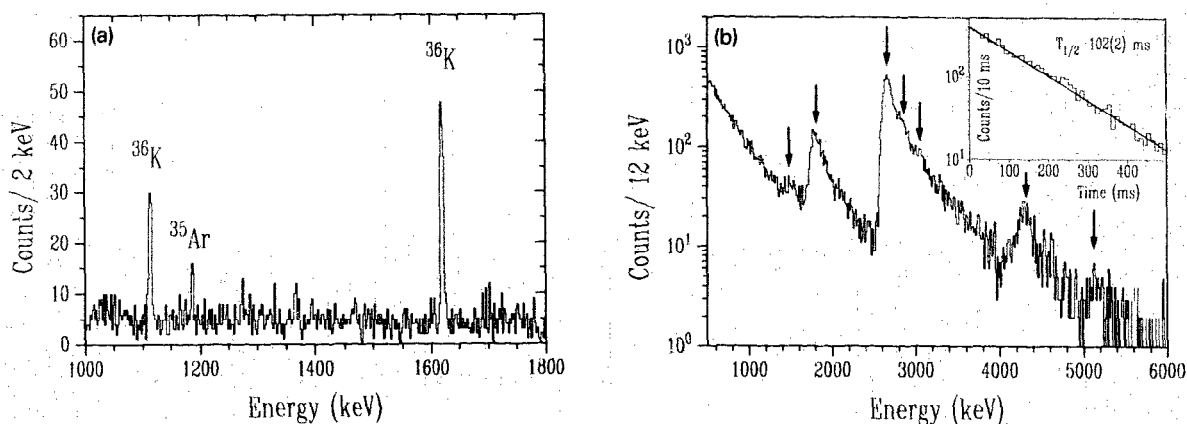 (a)
60
50
40
30
20
10
0
Counts/ 2 keV
³⁶K
³⁵Ar
³⁶K
1000
1200
1400
1600
1800
Energy (keV)
(b)
10³
10²
10¹
10⁰
Counts/ 12 keV
1000
2000
3000
4000
5000
6000
Energy (keV)
T₁/₂ 102(2) ms
Counts/10 ms
10²
10¹
0
200
400
Time (ms)